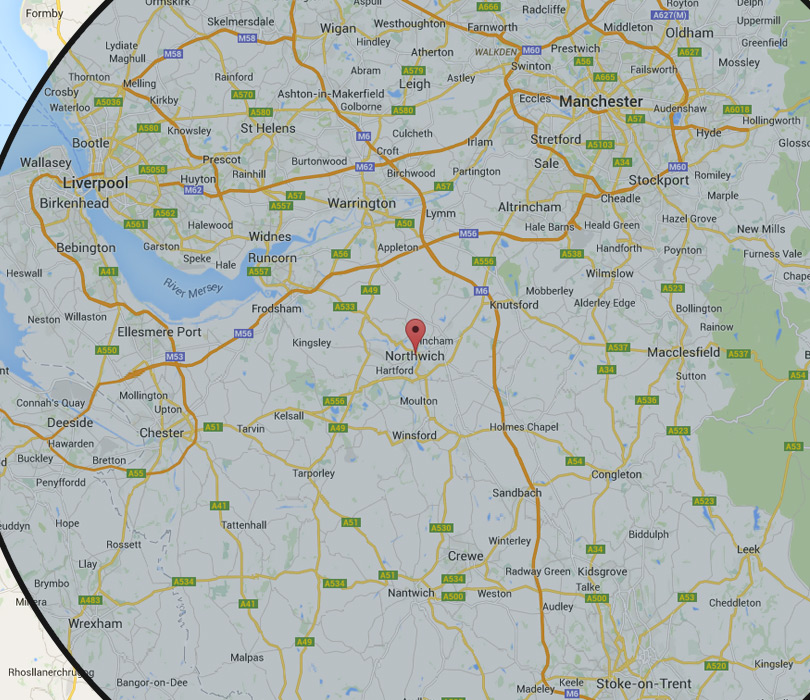 Ormskirk
Aspull
A666
Radcliffe
Royton
Delph
Formby
Skelmersdale
Wigan
Westhoughton
Farnworth
Middleton
A627(M)
Uppermill
Lydiate
M58
Hindley
Oldham
Maghull
M58
Atherton
WALKDEN
M60
Prestwich
A627
Greenfield
Thornton
Melling
Rainford
Abram
A579
Astley
Swinton
A56
Failsworth
Mossley
Crosby
A5036
Kirkby
A570
Ashton-in-Makerfield
Leigh
A665
Waterloo
Golborne
A580
Eccles
Manchester
Audenshaw
A6018
A580
Knowsley
A580
St Helens
M6
Culcheth
A57
Hollingworth
Bootle
Irlam
Stretford
A5103
Hyde
Glosso
Wallasey
Prescot
Burtonwood
Croft
Sale
A34
A5058
Rainhill
M62
Birchwood
Partington
M60
Romiley
Liverpool
Huyton
M62
A57
A57
Stockport
Birkenhead
A557
Warrington
Altrincham
Cheadle
Marple
A562
Lymm
A561
Halewood
A50
Hale Barns
Heald Green
Hazel Grove
New Mills
Bebington
Garston
Widnes
M56
Appleton
Handforth
Poynton
Speke
Hale
Runcorn
A56
A556
A538
Furness Vale
Heswall
A41
A557
Wilmslow
Chape
River Mersey
A49
M6
Mobberley
A523
Neston
Willaston
Frodsham
A533
Knutsford
Alderley Edge
Bollington
Ellesmere Port
M56
Rainow
Kingsley
incham
A537
A550
M53
Northwich
Macclesfield
A537
nt
Hartford
A34
Sutton
A54
Connah's Quay
Mollington
A556
Moulton
A536
Deeside
Upton
Kelsall
Hawarden
Chester
A51
Tarvin
A49
Winsford
Holmes Chapel
A523
A53
d
Buckley
Bretton
A55
Tarporley
A54
Congleton
Penyffordd
Sandbach
A41
A523
euddyn
Hope
Tattenhall
A51
A530
Biddulph
Rossett
Winterley
A34
Leek
Llay
Crewe
Radway Green
Kidsgrove
Brymbo
A534
A534
A51
A534
Talke
A483
A41
Nantwich
A500
Weston
A500
A53
Cheddleton
Minera
Audley
Wrexham
A49
Malpas
A520
Kingsley
Rhosllanerchrugog
Bangor-on-Dee
Keele
Stoke-on-Trent
Madeley
M6